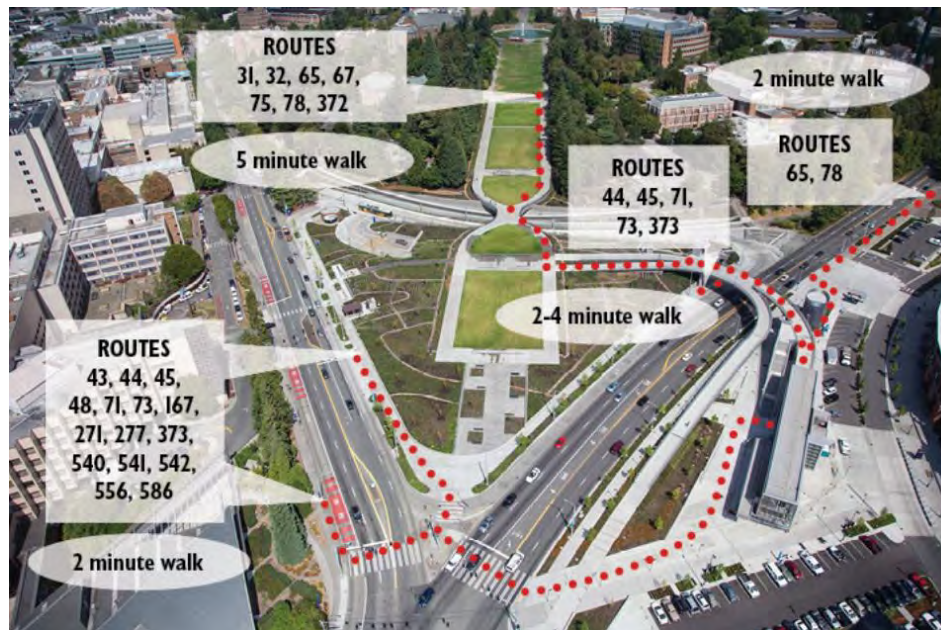 ROUTES
31, 32, 65, 67,
75, 78, 372
2 minute walk
5 minute walk
ROUTES
44, 45, 71,
73, 373
ROUTES
65, 78
2-4 minute walk
ROUTES
43, 44, 45,
48, 71, 73, 167,
271, 277, 373,
540, 541, 542,
556, 586
2 minute walk